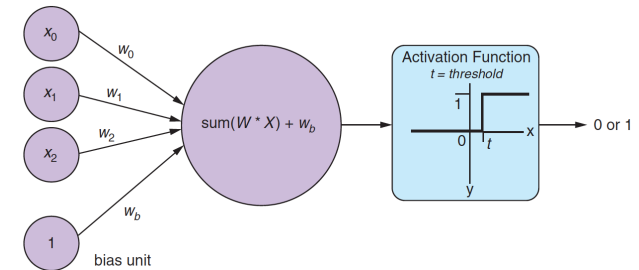 x0
w0
x1
w1
x2
w2
1
wb
bias unit
sum(W * X) + wb
Activation Function
t = threshold
1
0
t
x
y
0 or 1